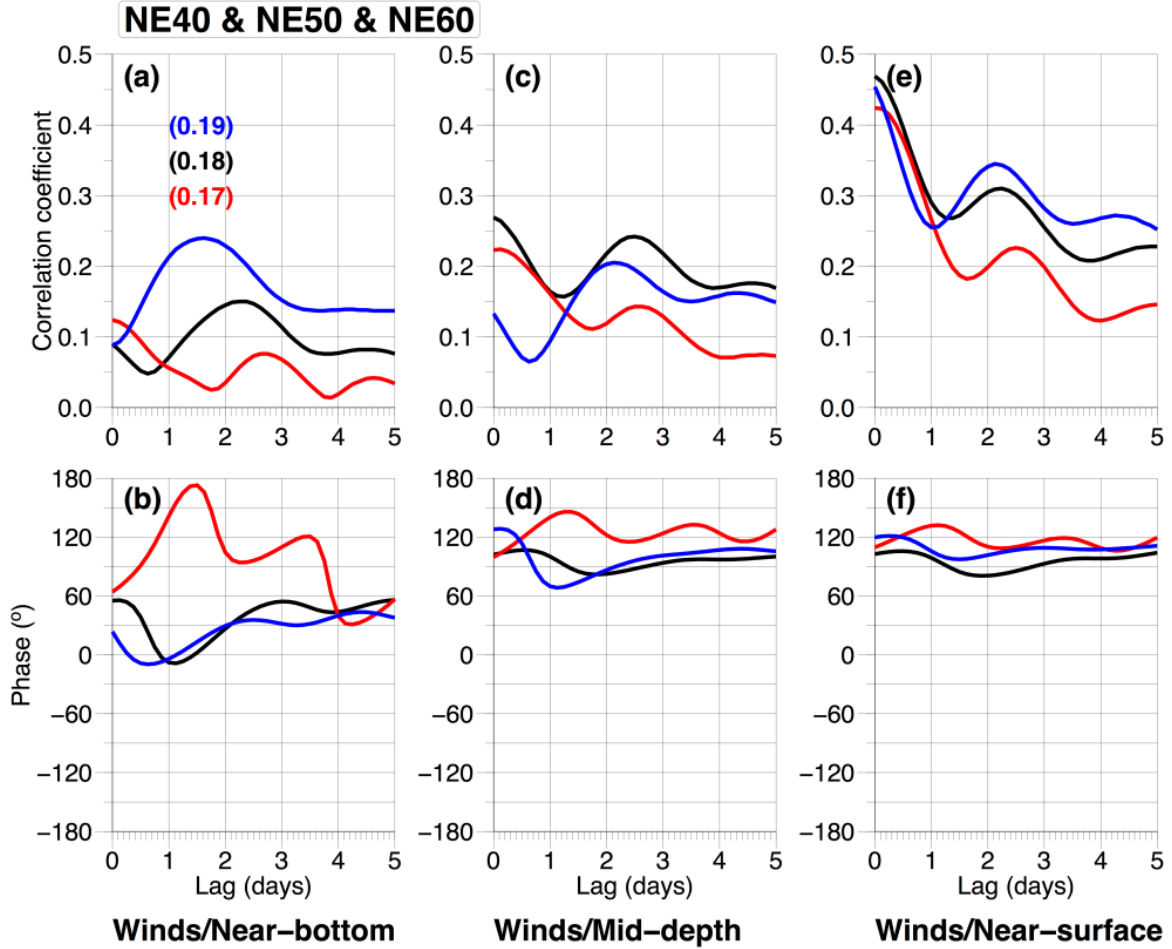 NE40 & NE50 & NE60
Correlation coefficient
(a)
0.5
0.4
0.3
0.2
0.1
0.0
(0.19)
(0.18)
(0.17)
0 1 2 3 4 5
(c)
0.5
0.4
0.3
0.2
0.1
0.0
0 1 2 3 4 5
(e)
0.5
0.4
0.3
0.2
0.1
0.0
0 1 2 3 4 5
Phase (º)
(b)
180
120
60
0
−60
−120
−180
0 1 2 3 4 5
Lag (days)
Winds/Near−bottom
(d)
180
120
60
0
−60
−120
−180
0 1 2 3 4 5
Lag (days)
Winds/Mid−depth
(f)
180
120
60
0
−60
−120
−180
0 1 2 3 4 5
Lag (days)
Winds/Near−surface